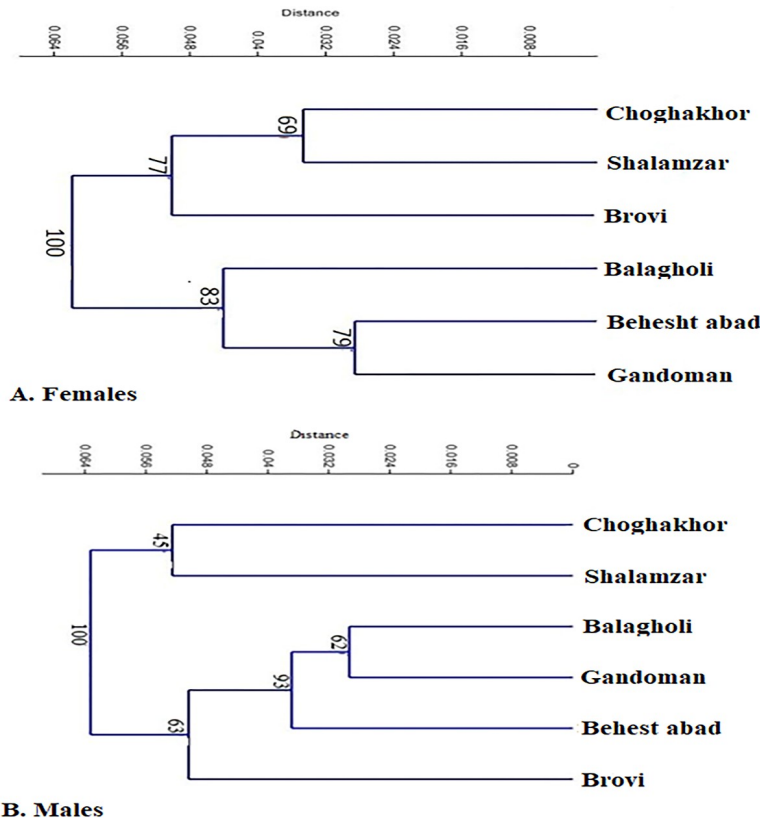 Distance
0.064 0.056 0.048 0.04 0.032 0.024 0.016 0.008
Choghakhor
69
Shalamzar
77
Brovi
100
Balagholi
83
Behesht abad
79
Gandoman
A. Females
Distance
0.064 0.056 0.048 0.04 0.032 0.024 0.016 0.008 0
Choghakhor
45
Shalamzar
100
Balagholi
62
Gandoman
93
Behest abad
63
Brovi
B. Males